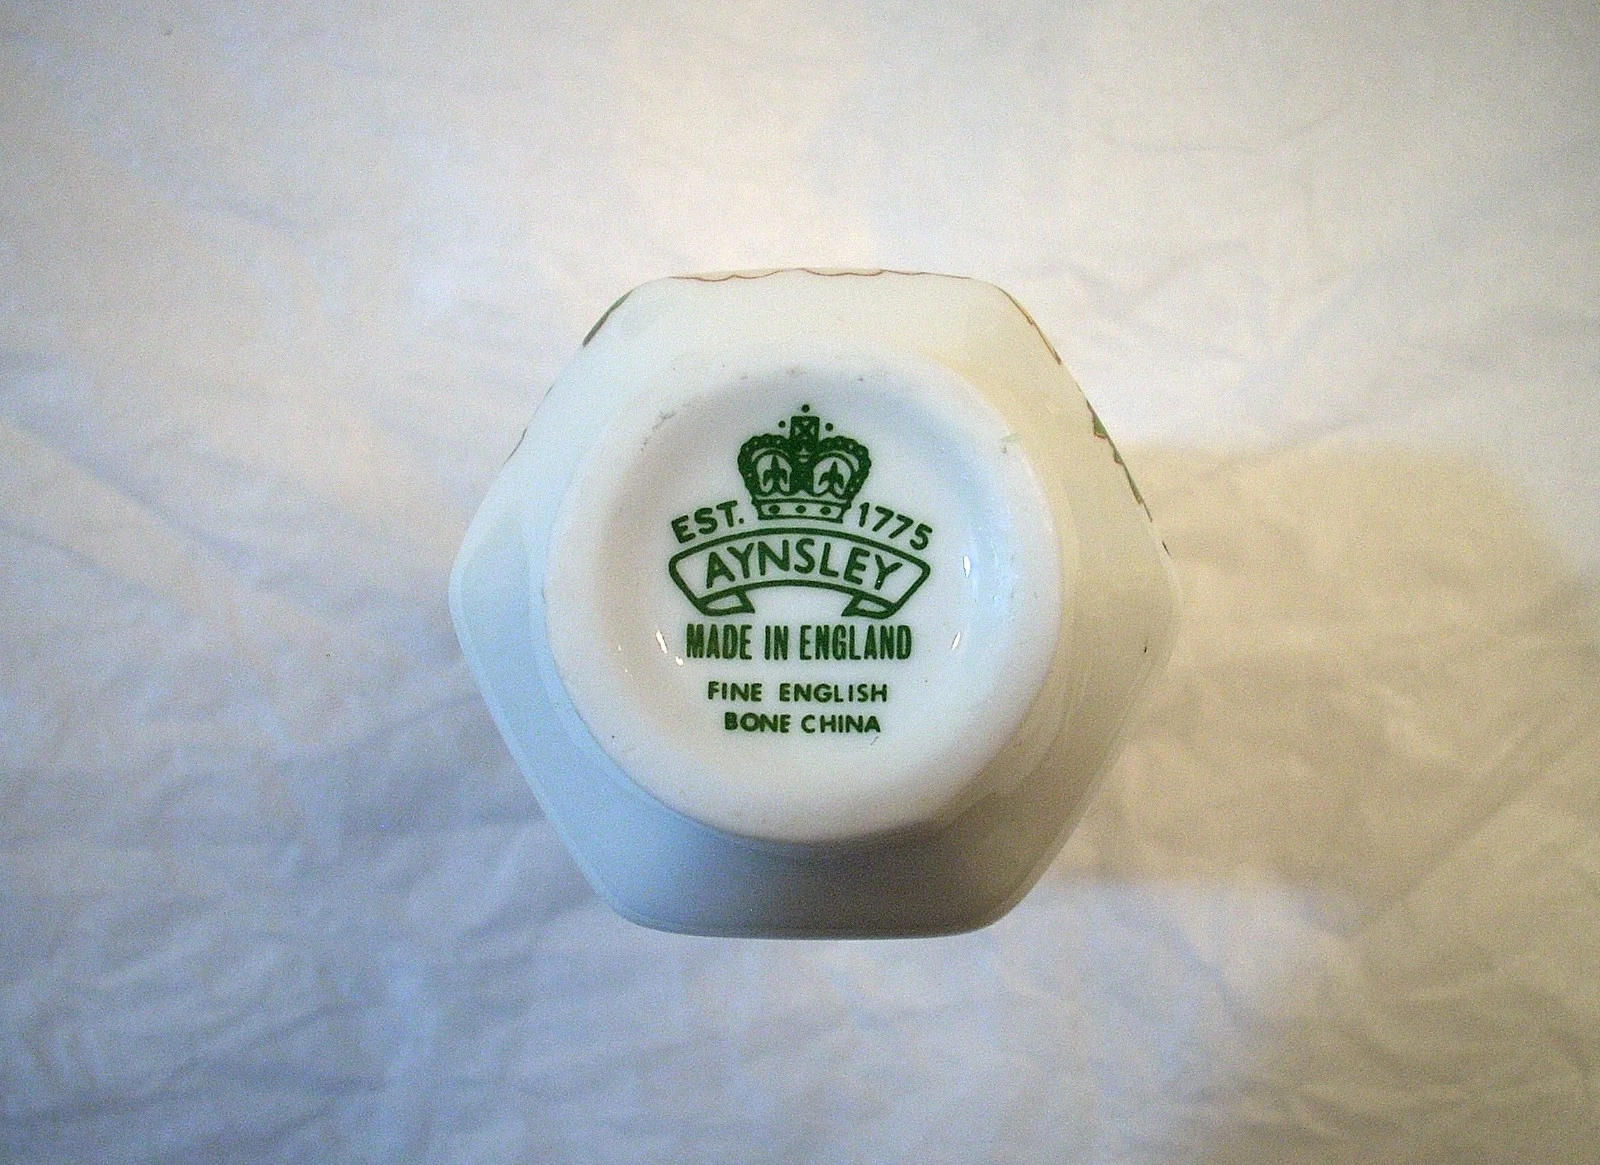 EST. 1775
AYNSLEY
MADE IN ENGLAND
FINE ENGLISH
BONE CHINA